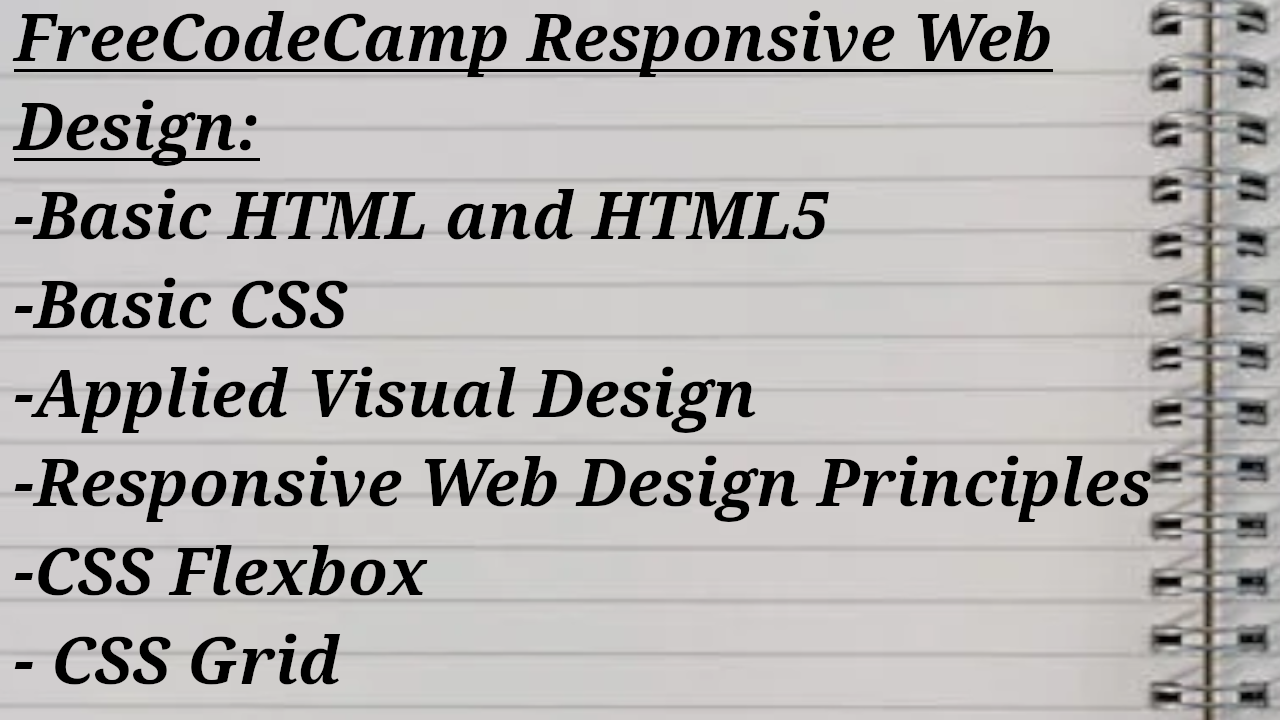 FreeCodeCamp Responsive Web
Design:
-Basic HTML and HTML5
-Basic CSS
-Applied Visual Design
-Responsive Web Design Principles
-CSS Flexbox
- CSS Grid